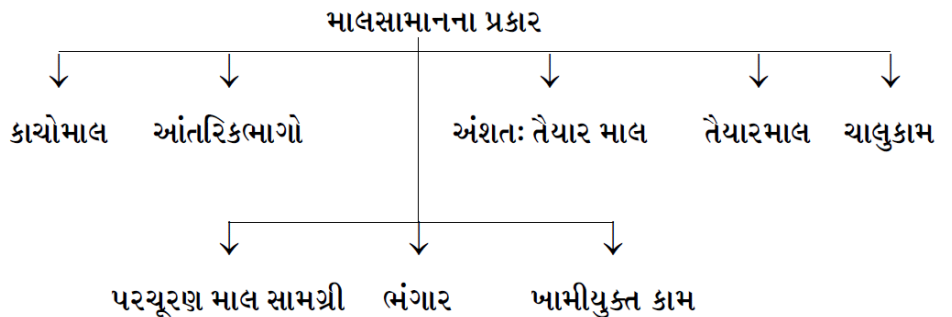 માલસામાનના પ્રકાર
કાચોમાલ આંતરિકભાગો અંશતઃ તૈયાર માલ તૈયારમાલ ચાલુકામ
પરચૂરણ માલ સામગ્રી ભંગાર ખામીયુક્ત કામ